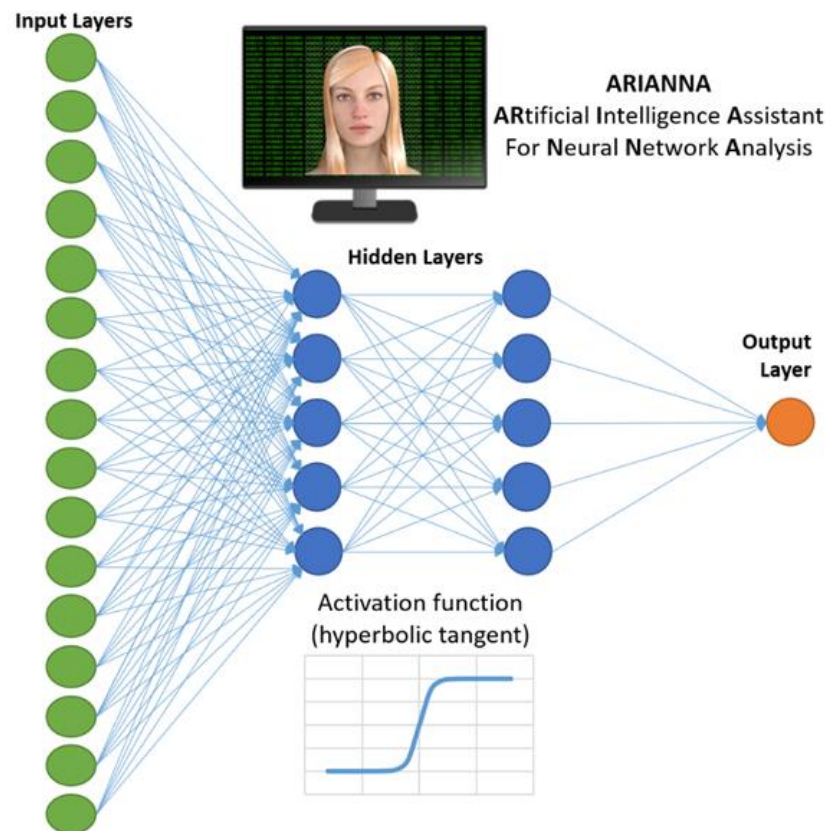 Input Layers
ARIANNA
ARtificial Intelligence Assistant
For Neural Network Analysis
Hidden Layers
Output
Layer
Activation function
(hyperbolic tangent)